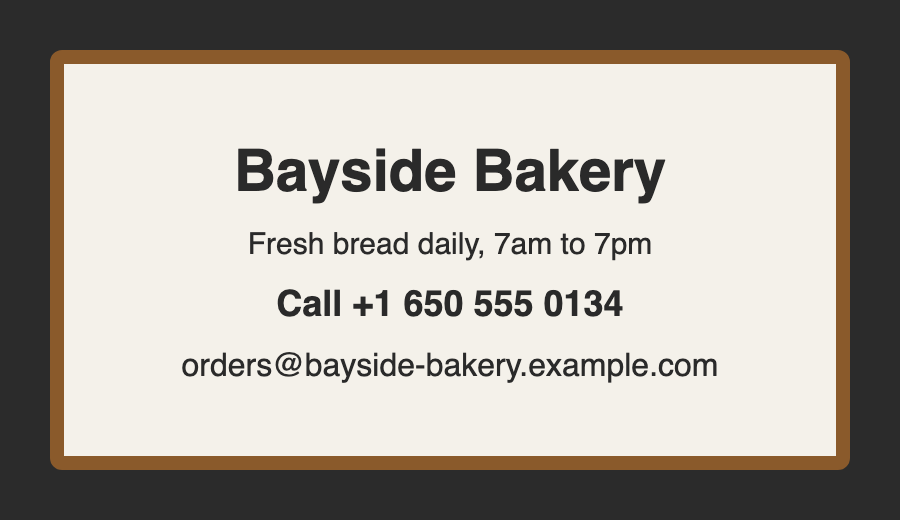 Bayside Bakery
Fresh bread daily, 7am to 7pm
Call +1 650 555 0134
orders@bayside-bakery.example.com